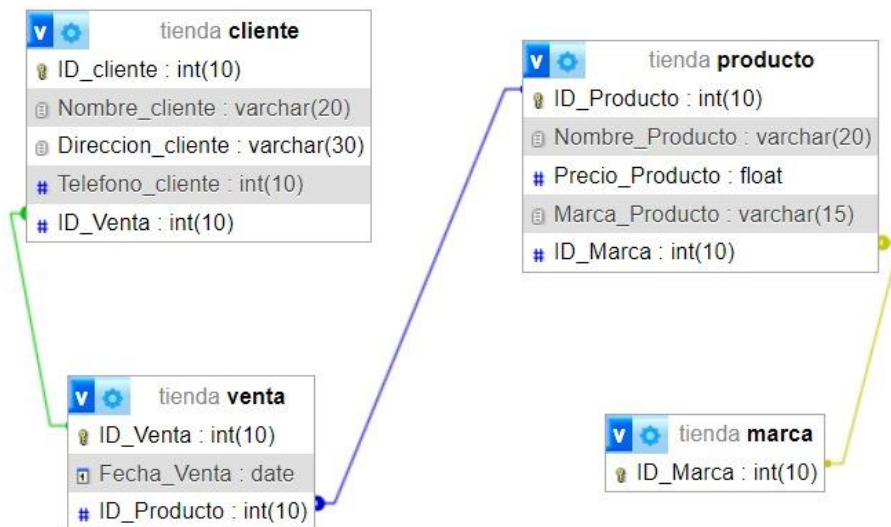 v tienda cliente
ID_cliente : int(10)
Nombre_cliente : varchar(20)
Direccion_cliente : varchar(30)
# Telefono_cliente : int(10)
# ID_Venta : int(10)
v tienda producto
ID_Producto : int(10)
Nombre_Producto : varchar(20)
# Precio_Producto : float
Marca_Producto : varchar(15)
# ID_Marca : int(10)
v tienda venta
ID_Venta : int(10)
Fecha_Venta : date
# ID_Producto : int(10)
v tienda marca
ID_Marca : int(10)